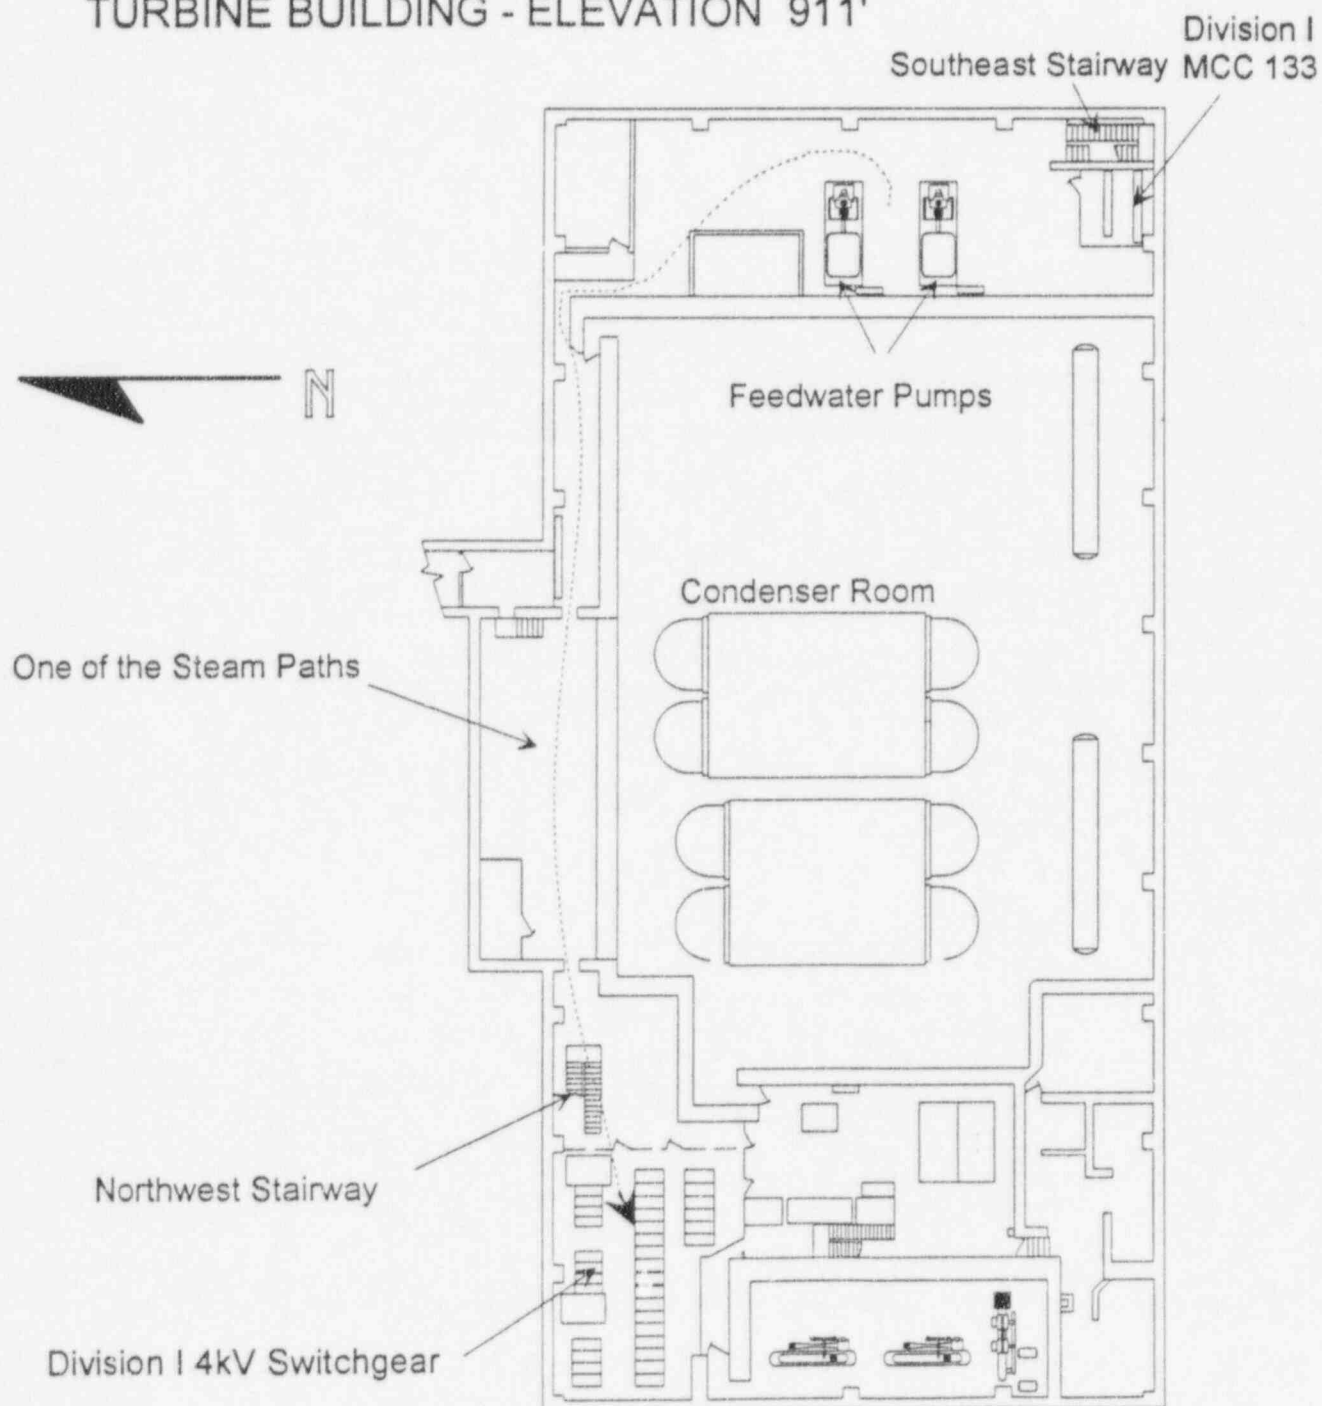 TURBINE BUILDING - ELEVATION 911'
Division I
Southeast Stairway MCC 133
N
Feedwater Pumps
Condenser Room
One of the Steam Paths
Northwest Stairway
Division I 4kV Switchgear